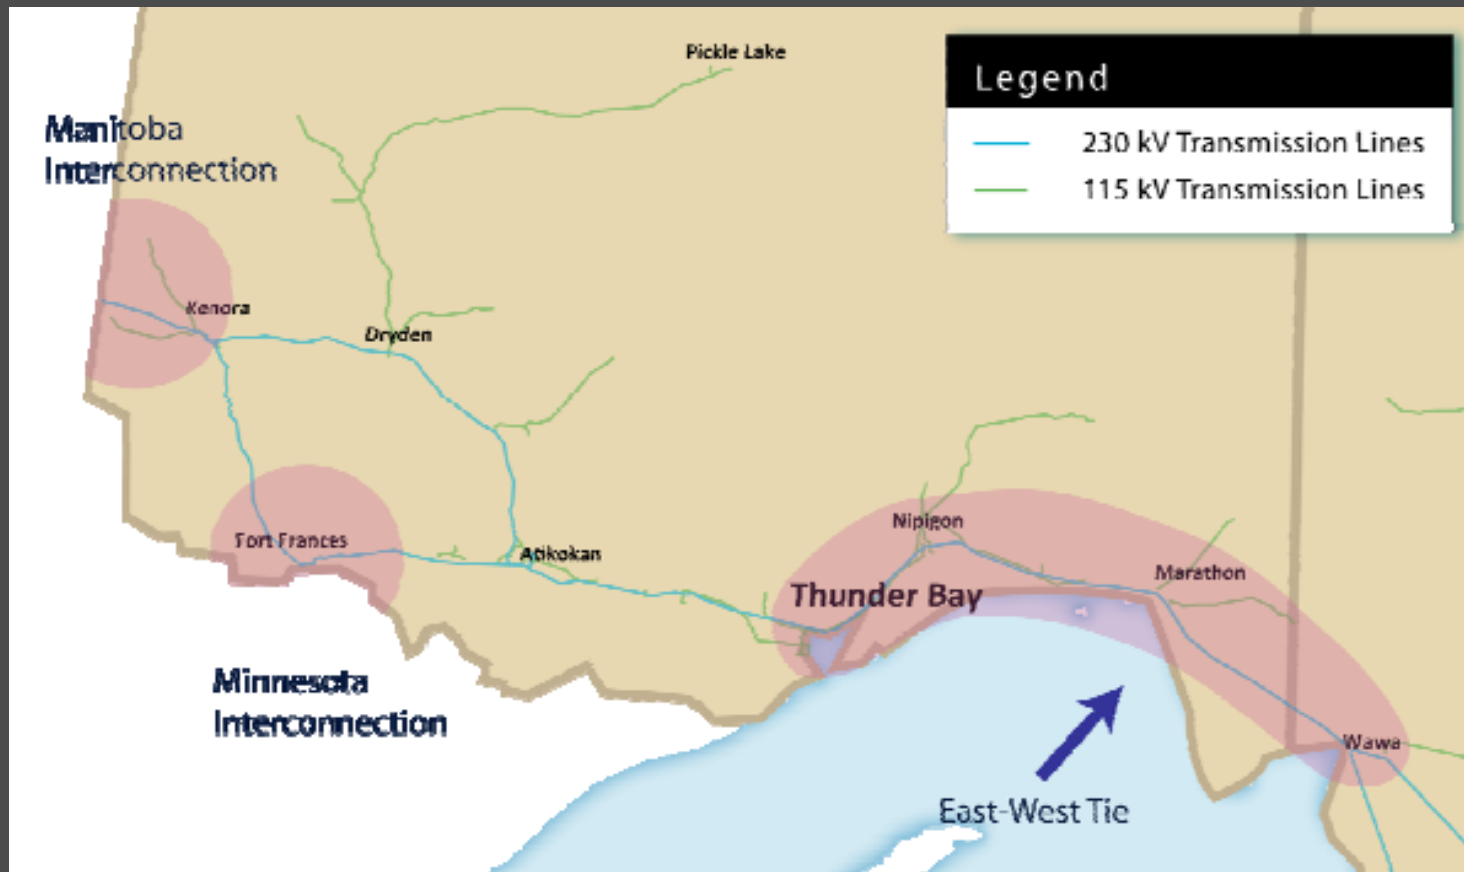 Pickle Lake
Legend
230 kV Transmission Lines
115 kV Transmission Lines
Manitoba
Interconnection
Kenora
Dryden
Fort Frances
Atikokan
Nipigon
Marathon
Thunder Bay
Minnesota
Interconnection
Wawa
East-West Tie